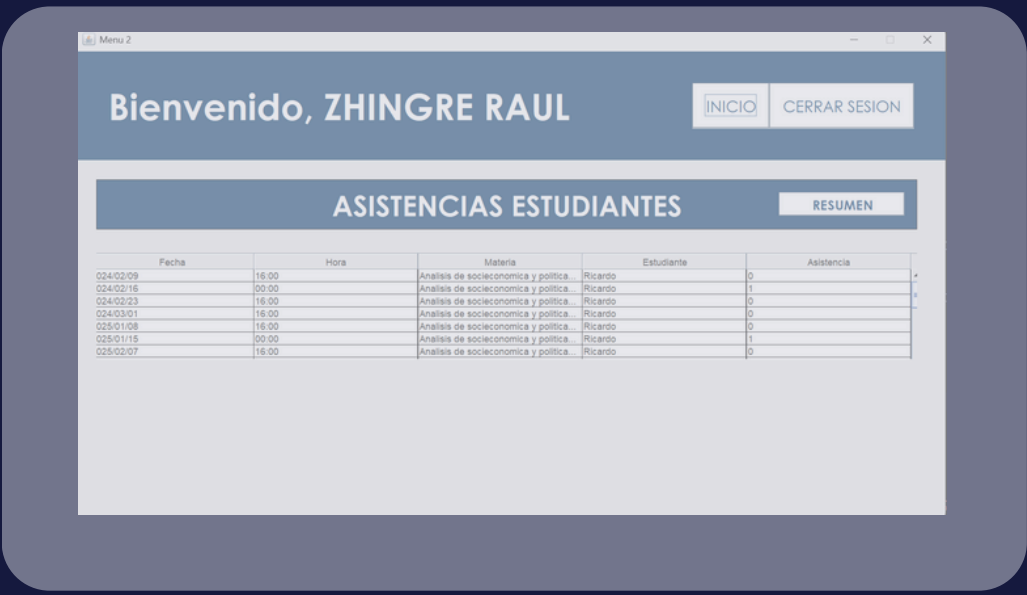 Menu 2
Bienvenido, ZHINGRE RAUL
INICIO CERRAR SESION
ASISTENCIAS ESTUDIANTES RESUMEN
Fecha Hora Materia Estudiante Asistencia
024/02/09 16:00 Analisis de socieconomica y politica... Ricardo 0
024/02/16 00:00 Analisis de socieconomica y politica... Ricardo 1
024/02/23 16:00 Analisis de socieconomica y politica... Ricardo 0
024/03/01 16:00 Analisis de socieconomica y politica... Ricardo 0
025/01/08 16:00 Analisis de socieconomica y politica... Ricardo 0
025/01/15 00:00 Analisis de socieconomica y politica... Ricardo 1
025/02/07 16:00 Analisis de socieconomica y politica... Ricardo 0